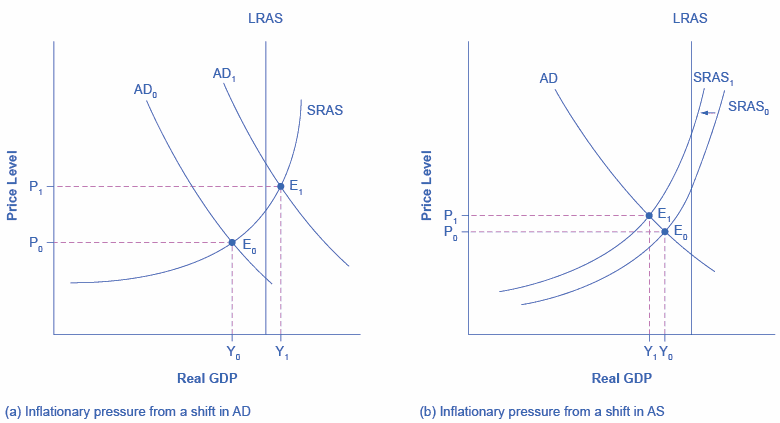 LRAS
AD₁
AD₀
SRAS
Price Level
P₁
E₁
P₀
E₀
Y₀
Y₁
Real GDP
(a) Inflationary pressure from a shift in AD
LRAS
AD
SRAS₁
SRAS₀
Price Level
P₁
E₁
P₀
E₀
Y₁
Y₀
Real GDP
(b) Inflationary pressure from a shift in AS